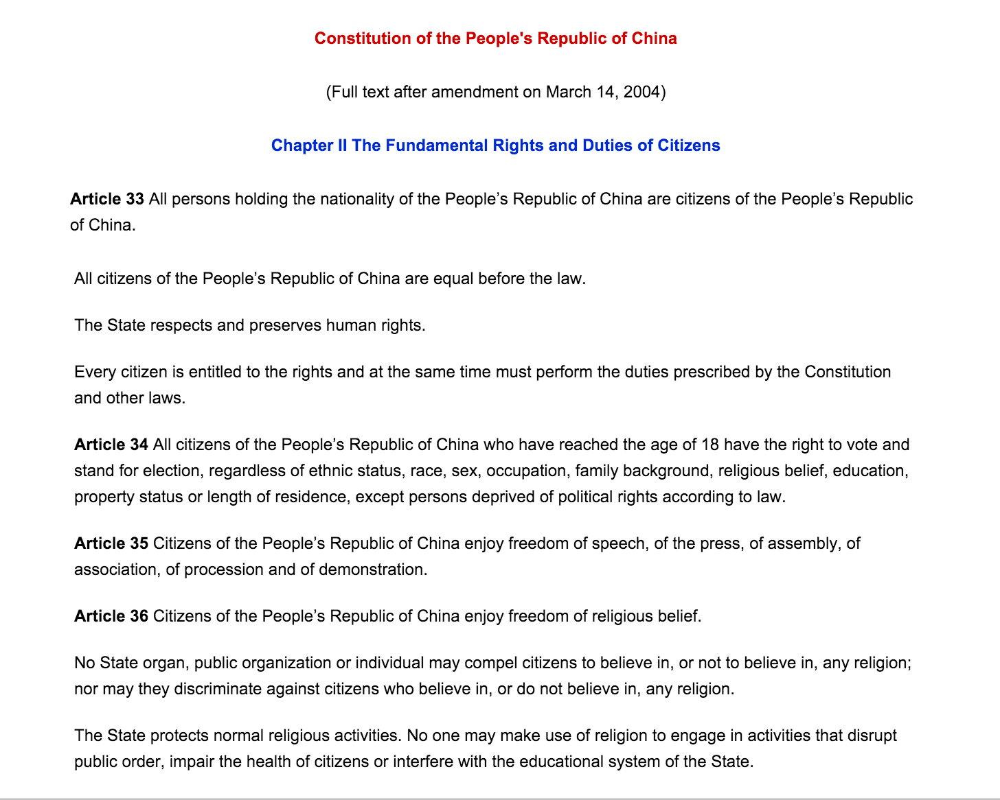 Constitution of the People's Republic of China
(Full text after amendment on March 14, 2004)
Chapter II The Fundamental Rights and Duties of Citizens
Article 33 All persons holding the nationality of the People’s Republic of China are citizens of the People’s Republic
of China.
All citizens of the People’s Republic of China are equal before the law.
The State respects and preserves human rights.
Every citizen is entitled to the rights and at the same time must perform the duties prescribed by the Constitution
and other laws.
Article 34 All citizens of the People’s Republic of China who have reached the age of 18 have the right to vote and
stand for election, regardless of ethnic status, race, sex, occupation, family background, religious belief, education,
property status or length of residence, except persons deprived of political rights according to law.
Article 35 Citizens of the People’s Republic of China enjoy freedom of speech, of the press, of assembly, of
association, of procession and of demonstration.
Article 36 Citizens of the People’s Republic of China enjoy freedom of religious belief.
No State organ, public organization or individual may compel citizens to believe in, or not to believe in, any religion;
nor may they discriminate against citizens who believe in, or do not believe in, any religion.
The State protects normal religious activities. No one may make use of religion to engage in activities that disrupt
public order, impair the health of citizens or interfere with the educational system of the State.